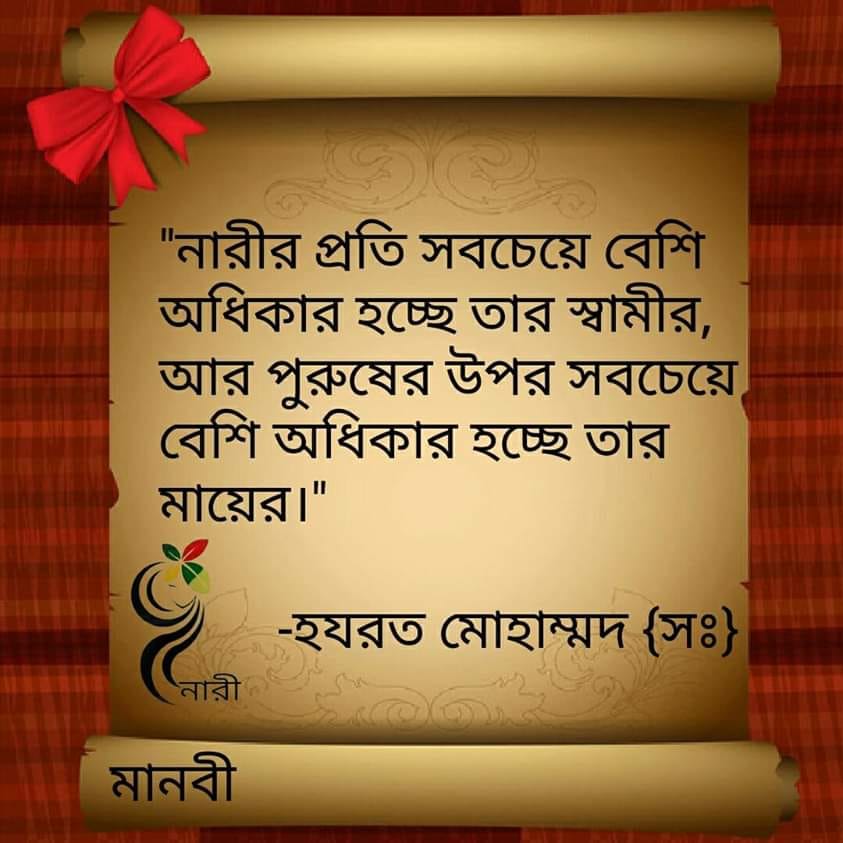 "নারীর প্রতি সবচেয়ে বেশি
অধিকার হচ্ছে তার স্বামীর,
আর পুরুষের উপর সবচেয়ে
বেশি অধিকার হচ্ছে তার
মায়ের।"
-হযরত মোহাম্মদ {সঃ}
নারী
মানবী